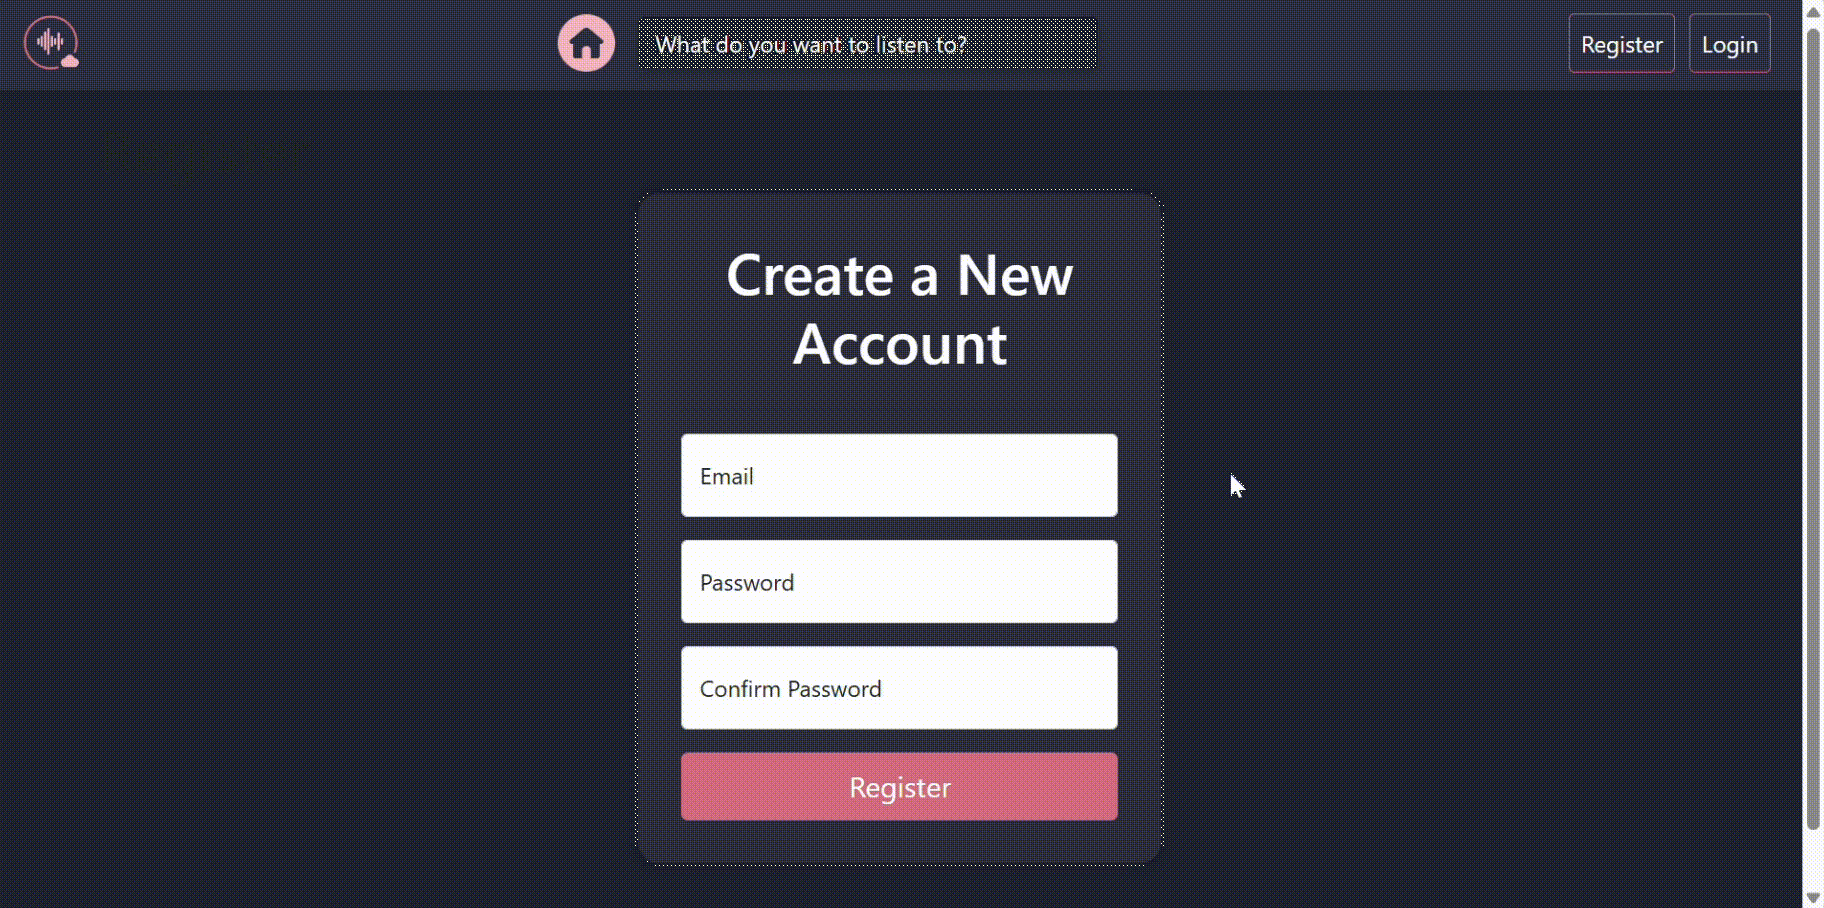 What do you want to listen to?
Register
Login
Create a New
Account
Email
Password
Confirm Password
Register